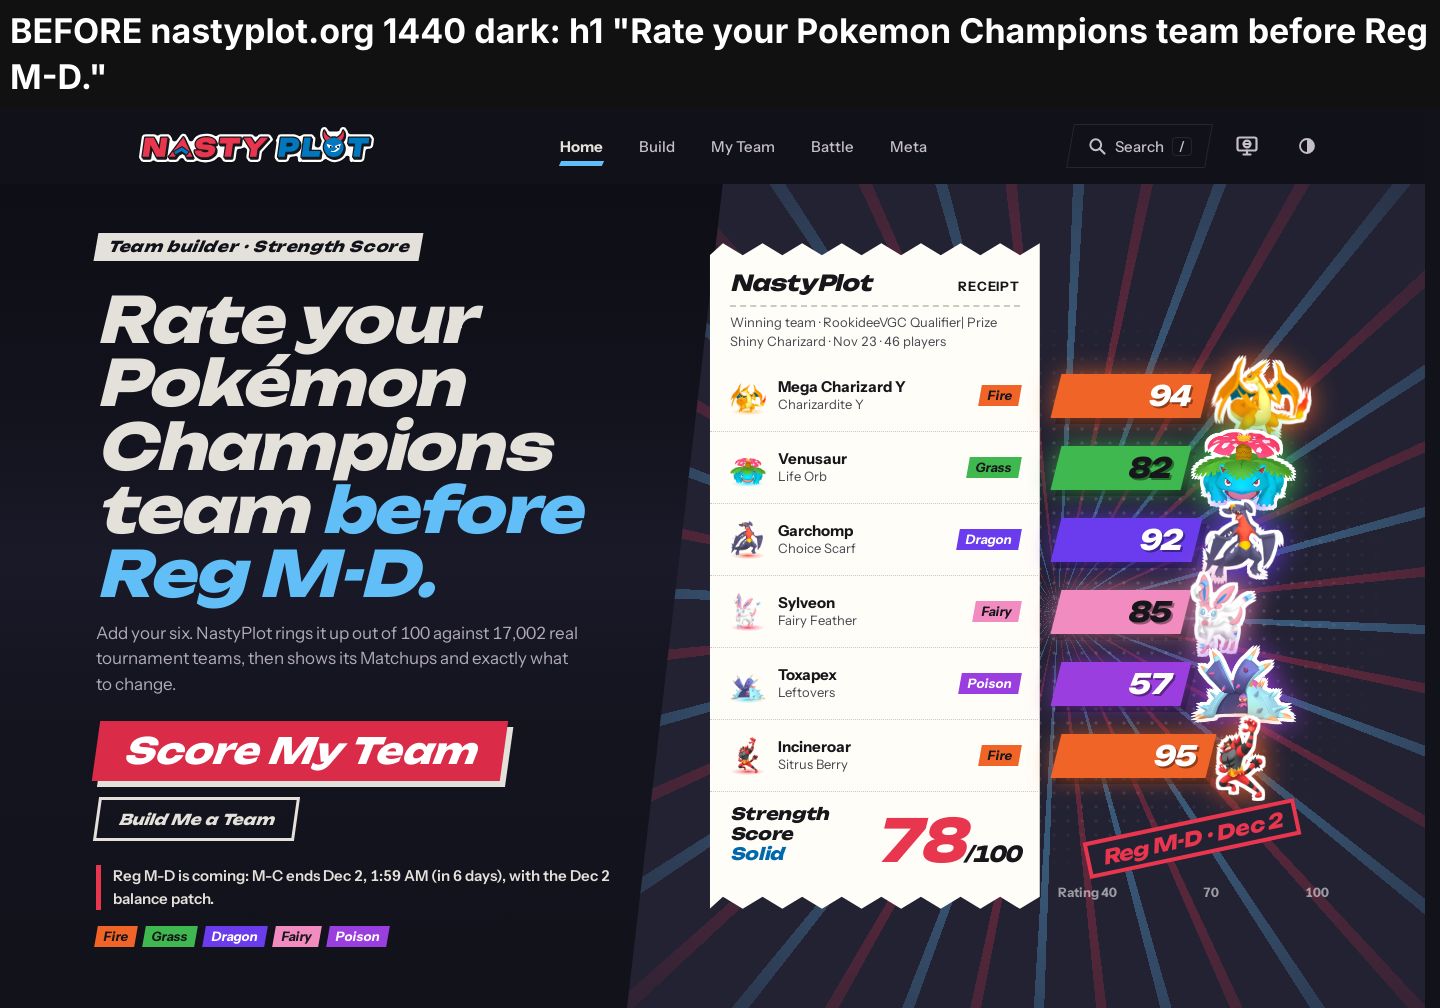 BEFORE nastyplot.org 1440 dark: h1 "Rate your Pokemon Champions team before Reg
M-D."
NASTY PLOT
Home
Build
My Team
Battle
Meta
Search /
Team builder · Strength Score
Rate your
Pokémon
Champions
team before
Reg M-D.
Add your six. NastyPlot rings it up out of 100 against 17,002 real
tournament teams, then shows its Matchups and exactly what
to change.
Score My Team
Build Me a Team
Reg M-D is coming: M-C ends Dec 2, 1:59 AM (in 6 days), with the Dec 2
balance patch.
Fire
Grass
Dragon
Fairy
Poison
NastyPlot
RECEIPT
Winning team · RookideeVGC Qualifier| Prize
Shiny Charizard · Nov 23 · 46 players
Mega Charizard Y
Charizardite Y
Fire
94
Venusaur
Life Orb
Grass
82
Garchomp
Choice Scarf
Dragon
92
Sylveon
Fairy Feather
Fairy
85
Toxapex
Leftovers
Poison
57
Incineroar
Sitrus Berry
Fire
95
Strength
Score
Solid
78/100
Reg M-D · Dec 2
Rating 40
70
100